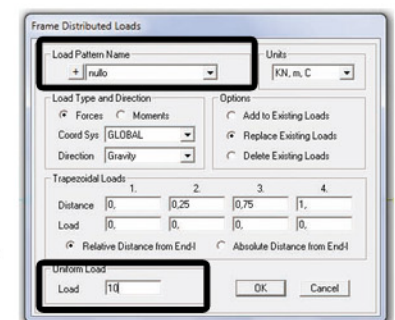 Frame Distributed Loads
Load Pattern Name
+ nullo
Units
KN, m, C
Load Type and Direction
Forces Moments
Coord Sys GLOBAL
Direction Gravity
Options
Add to Existing Loads
Replace Existing Loads
Delete Existing Loads
Trapezoidal Loads
1. 2. 3. 4.
Distance 0, 0,25 0,75 1,
Load 0, 0, 0, 0,
Relative Distance from End-I Absolute Distance from End-I
Uniform Load
Load 10
OK Cancel